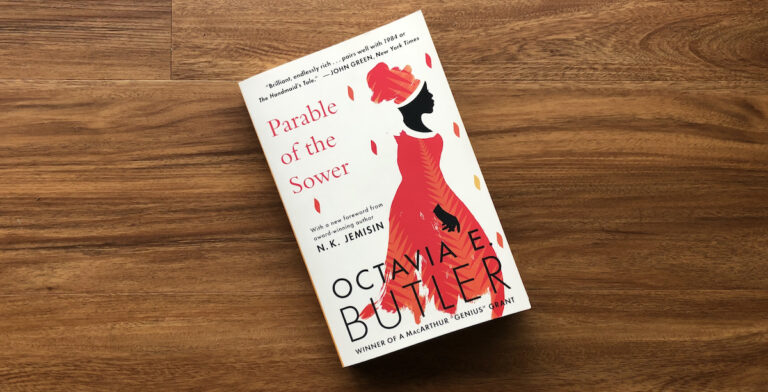 "Brilliant, endlessly rich . . . pairs well with 1984 or
The Handmaid's Tale." —JOHN GREEN, New York Times
Parable
of the
Sower
With a new foreword from
award-winning author
N. K. JEMISIN
OCTAVIA E.
BUTLER
WINNER OF A MACARTHUR "GENIUS" GRANT